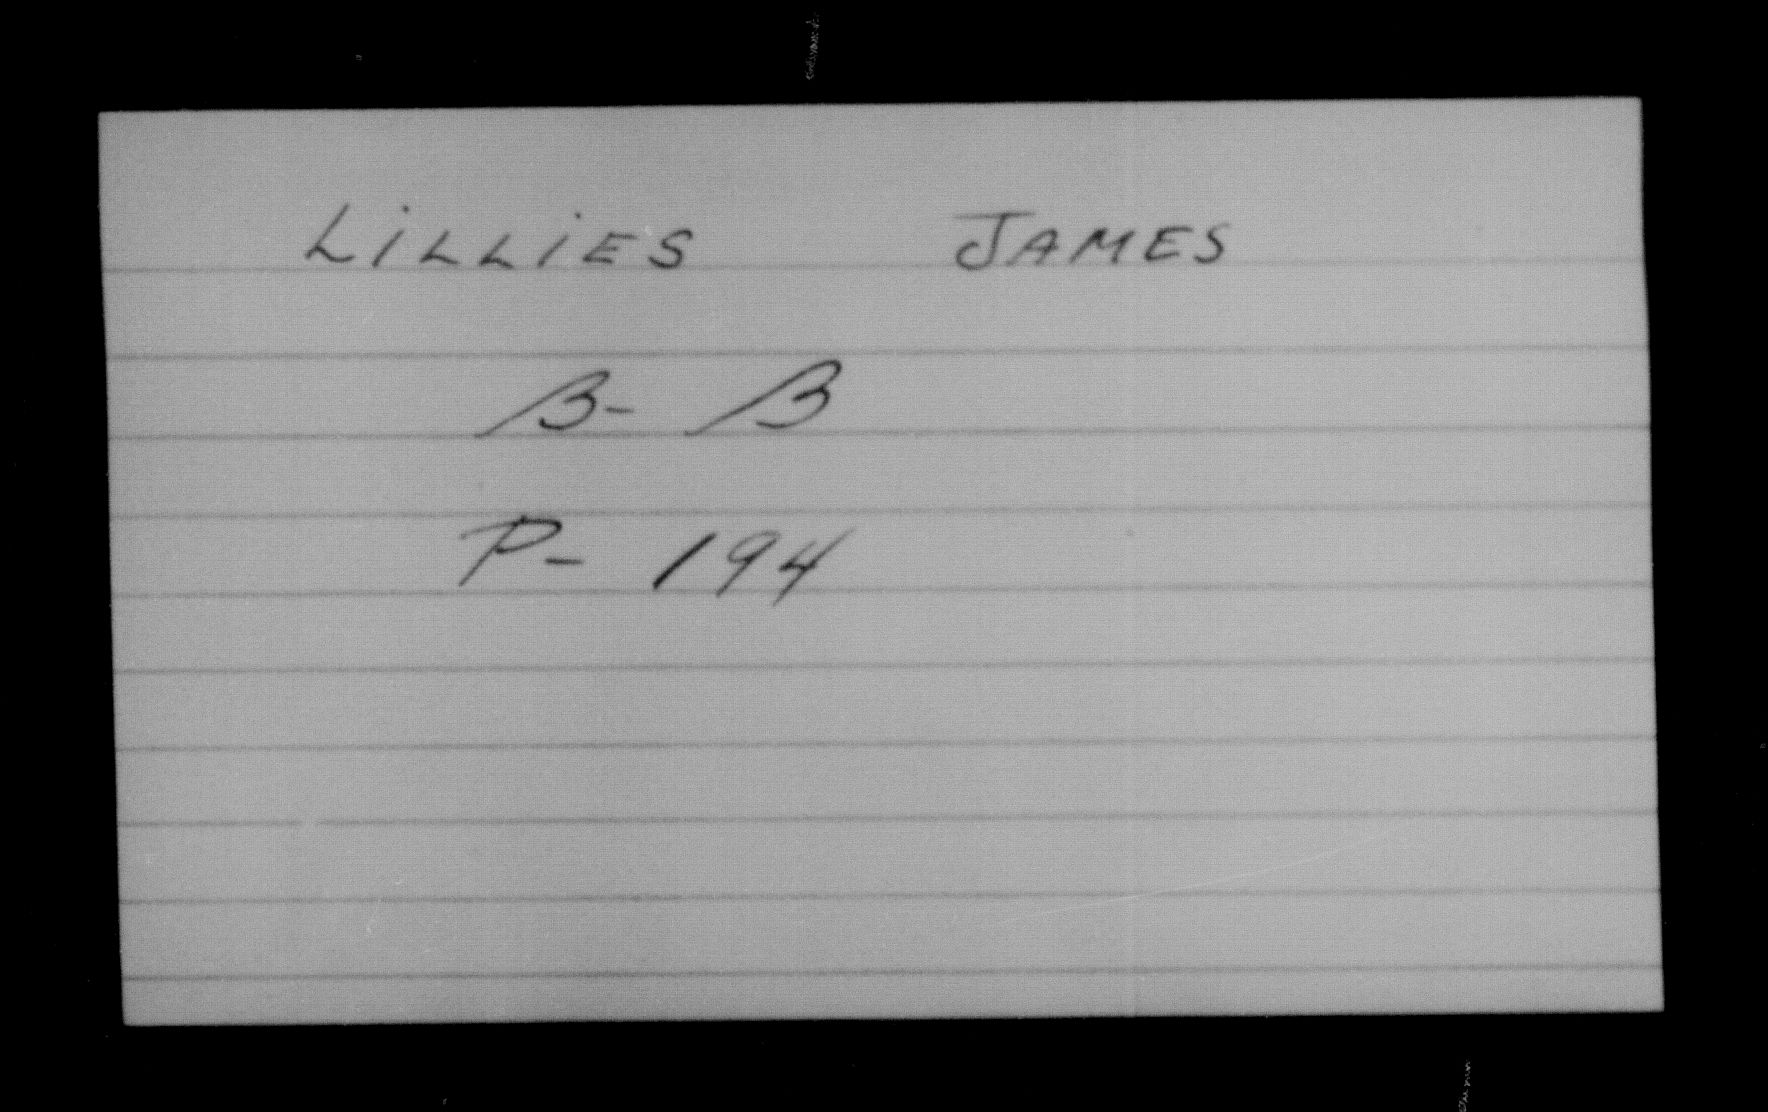 LiLLiES JAMES
B- B
P- 194